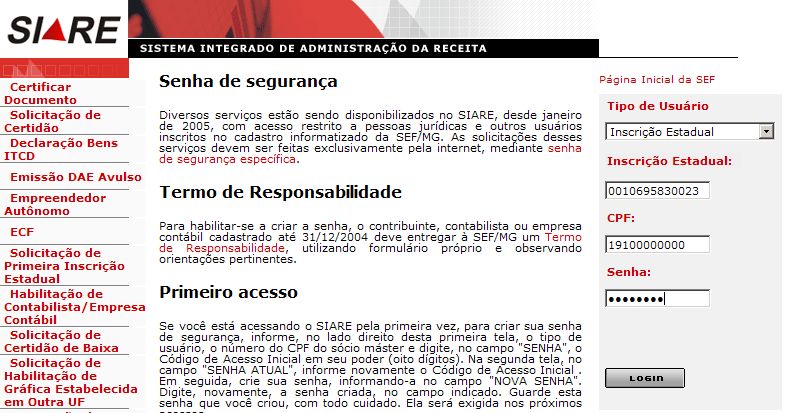 SIARE
SISTEMA INTEGRADO DE ADMINISTRAÇÃO DA RECEITA
Certificar
Documento
Solicitação de
Certidão
Declaração Bens
ITCD
Emissão DAE Avulso
Empreendedor
Autônomo
ECF
Solicitação de
Primeira Inscrição
Estadual
Habilitação de
Contabilista/Empresa
Contábil
Solicitação de
Certidão de Baixa
Solicitação de
Habilitação de
Gráfica Estabelecida
em Outra UF
Senha de segurança
Diversos serviços estão sendo disponibilizados no SIARE, desde janeiro
de 2005, com acesso restrito a pessoas jurídicas e outros usuários
inscritos no cadastro informatizado da SEF/MG. As solicitações desses
serviços devem ser feitas exclusivamente pela internet, mediante senha
de segurança específica.
Termo de Responsabilidade
Para habilitar-se a criar a senha, o contribuinte, contabilista ou empresa
contábil cadastrado até 31/12/2004 deve entregar à SEF/MG um Termo
de Responsabilidade, utilizando formulário próprio e observando
orientações pertinentes.
Primeiro acesso
Se você está acessando o SIARE pela primeira vez, para criar sua senha
de segurança, informe, no lado direito desta primeira tela, o tipo de
usuário, o número do CPF do sócio máster e digite, no campo "SENHA", o
Código de Acesso Inicial em seu poder (oito dígitos). Na segunda tela, no
campo "SENHA ATUAL", informe novamente o Código de Acesso Inicial .
Em seguida, crie sua senha, informando-a no campo "NOVA SENHA".
Digite, novamente, a senha criada, no campo indicado. Guarde esta
senha que você criou, com todo cuidado. Ela será exigida nos próximos
Página Inicial da SEF
Tipo de Usuário
Inscrição Estadual
Inscrição Estadual:
0010695830023
CPF:
19100000000
Senha:
••••••••
LOGIN